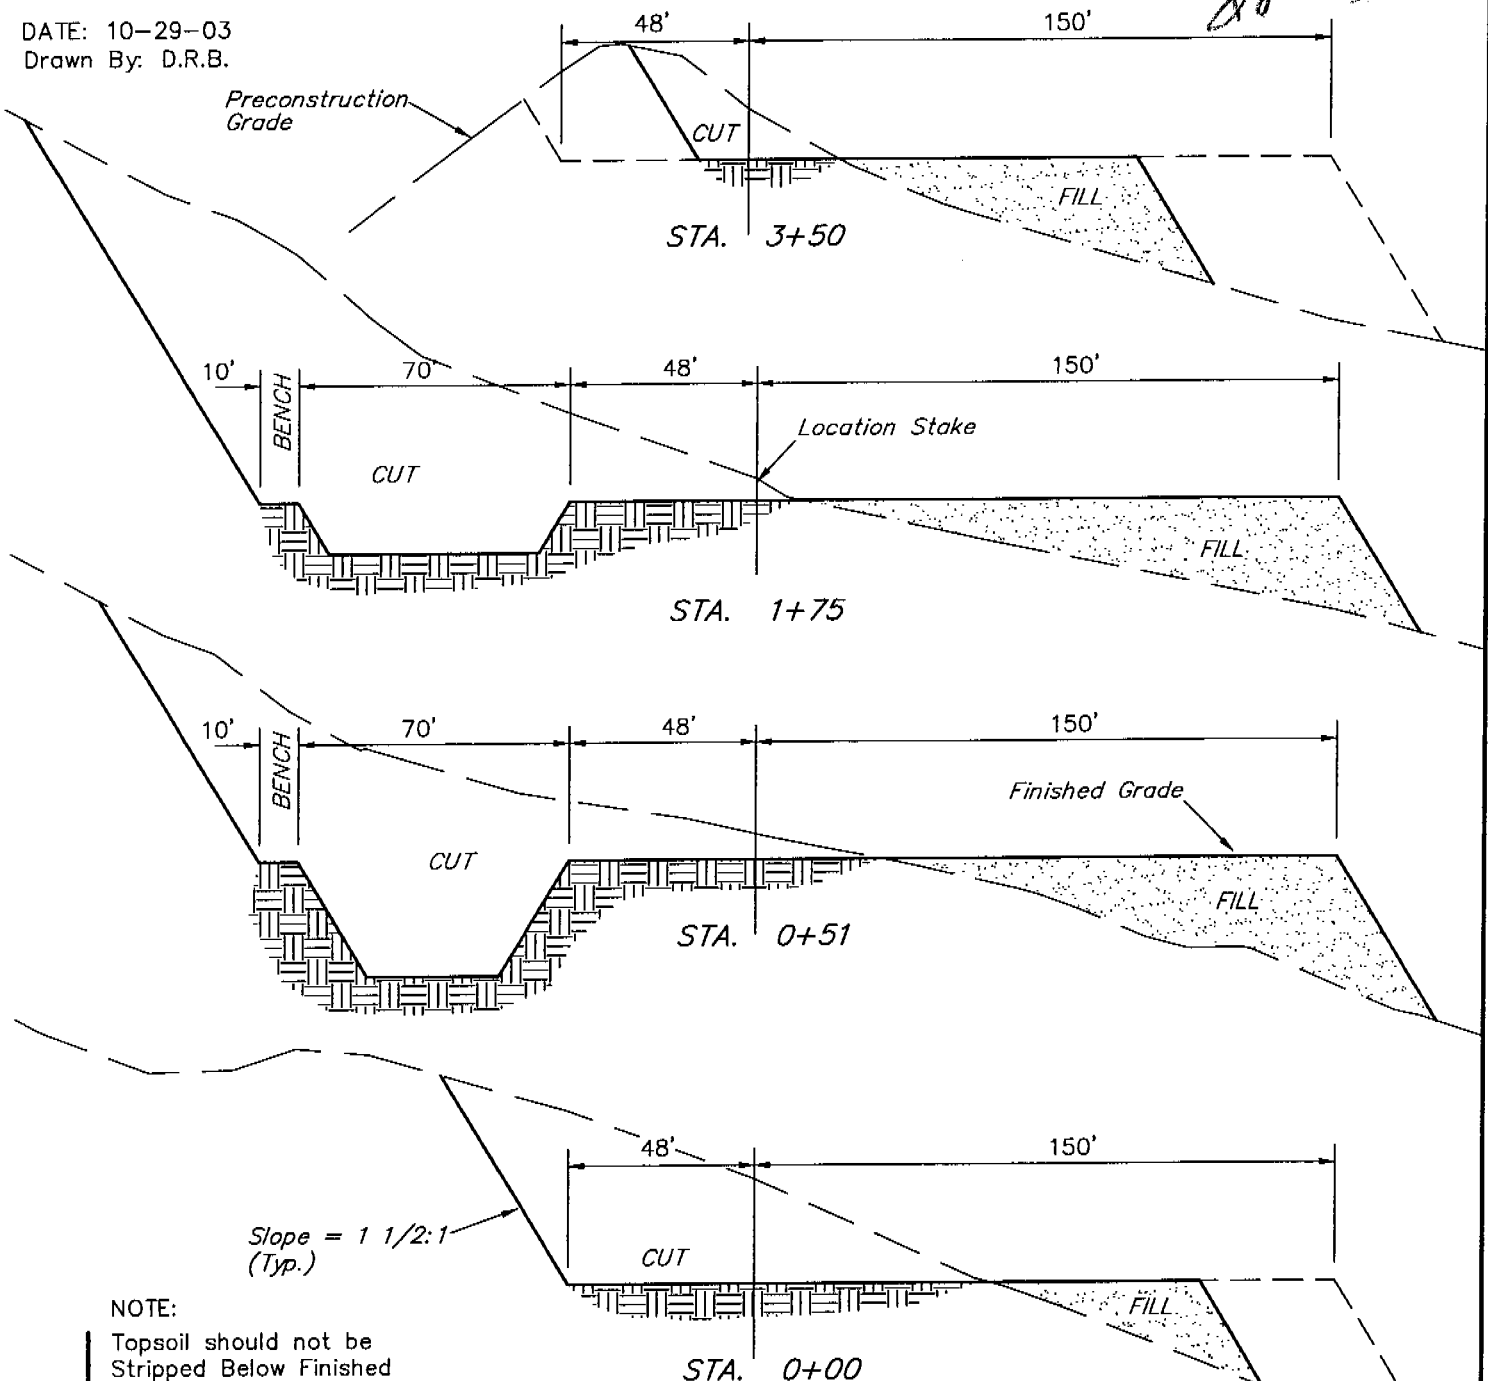 DATE: 10-29-03
Drawn By: D.R.B.
48'
150'
Preconstruction
Grade
CUT
FILL
STA. 3+50
10'
70'
48'
150'
BENCH
Location Stake
CUT
FILL
STA. 1+75
10'
70'
48'
150'
BENCH
Finished Grade
CUT
FILL
STA. 0+51
48'
150'
Slope = 1 1/2:1
(Typ.)
CUT
FILL
NOTE:
Topsoil should not be
Stripped Below Finished
STA. 0+00